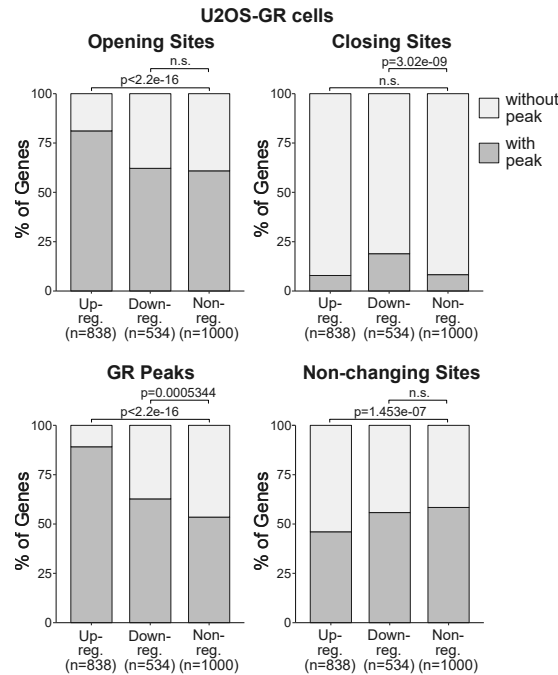 U2OS-GR cells
Opening Sites
n.s.
p<2.2e-16
% of Genes
100
75
50
25
0
Up-
reg.
(n=838)
Down-
reg.
(n=534)
Non-
reg.
(n=1000)
Closing Sites
p=3.02e-09
n.s.
% of Genes
100
75
50
25
0
Up-
reg.
(n=838)
Down-
reg.
(n=534)
Non-
reg.
(n=1000)
without
peak
with
peak
GR Peaks
p=0.0005344
p<2.2e-16
% of Genes
100
75
50
25
0
Up-
reg.
(n=838)
Down-
reg.
(n=534)
Non-
reg.
(n=1000)
Non-changing Sites
n.s.
p=1.453e-07
% of Genes
100
75
50
25
0
Up-
reg.
(n=838)
Down-
reg.
(n=534)
Non-
reg.
(n=1000)